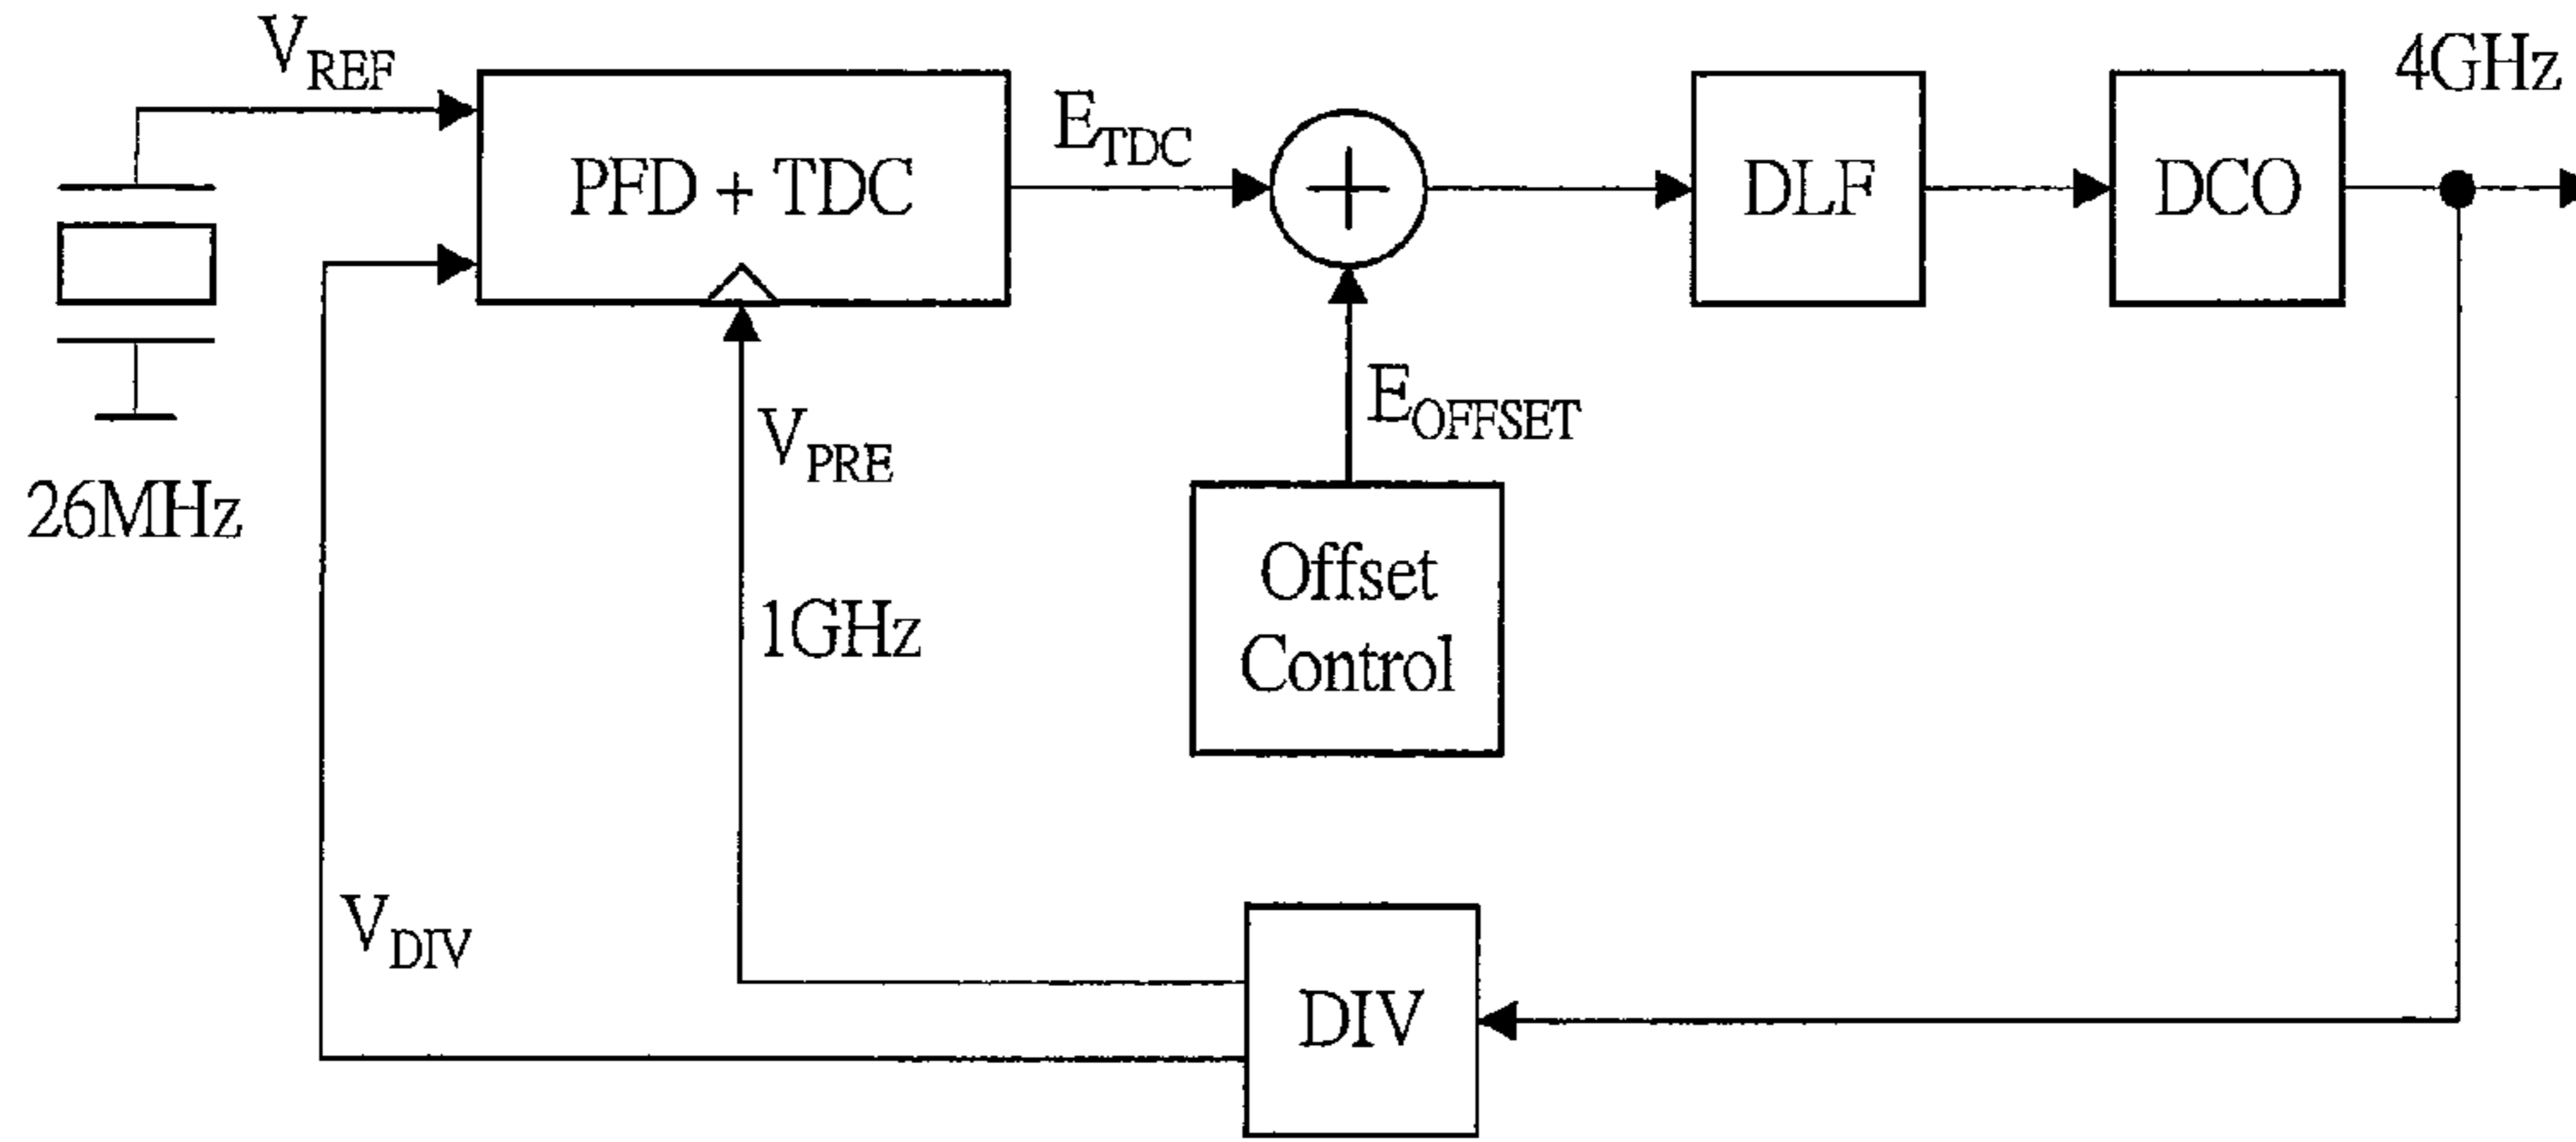 V_REF
4GHz
PFD + TDC
E_TDC
+
DLF
DCO
26MHz
V_PRE
E_OFFSET
1GHz
Offset
Control
V_DIV
DIV